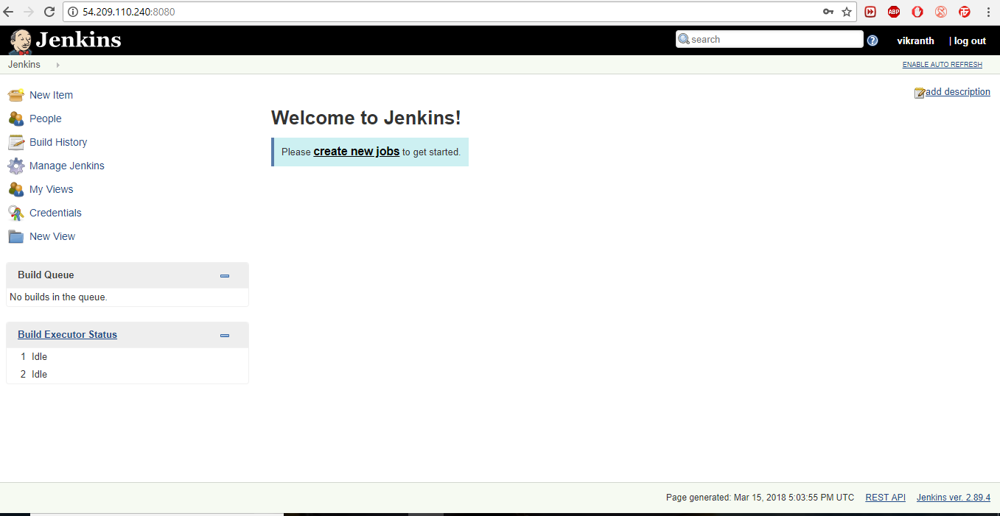 54.209.110.240:8080
ABP
Jenkins
search
?
vikranth
| log out
Jenkins
ENABLE AUTO REFRESH
New Item
People
Build History
Manage Jenkins
My Views
Credentials
New View
add description
Welcome to Jenkins!
Please create new jobs to get started.
Build Queue
No builds in the queue.
Build Executor Status
1 Idle
2 Idle
Page generated: Mar 15, 2018 5:03:55 PM UTC REST API Jenkins ver. 2.89.4